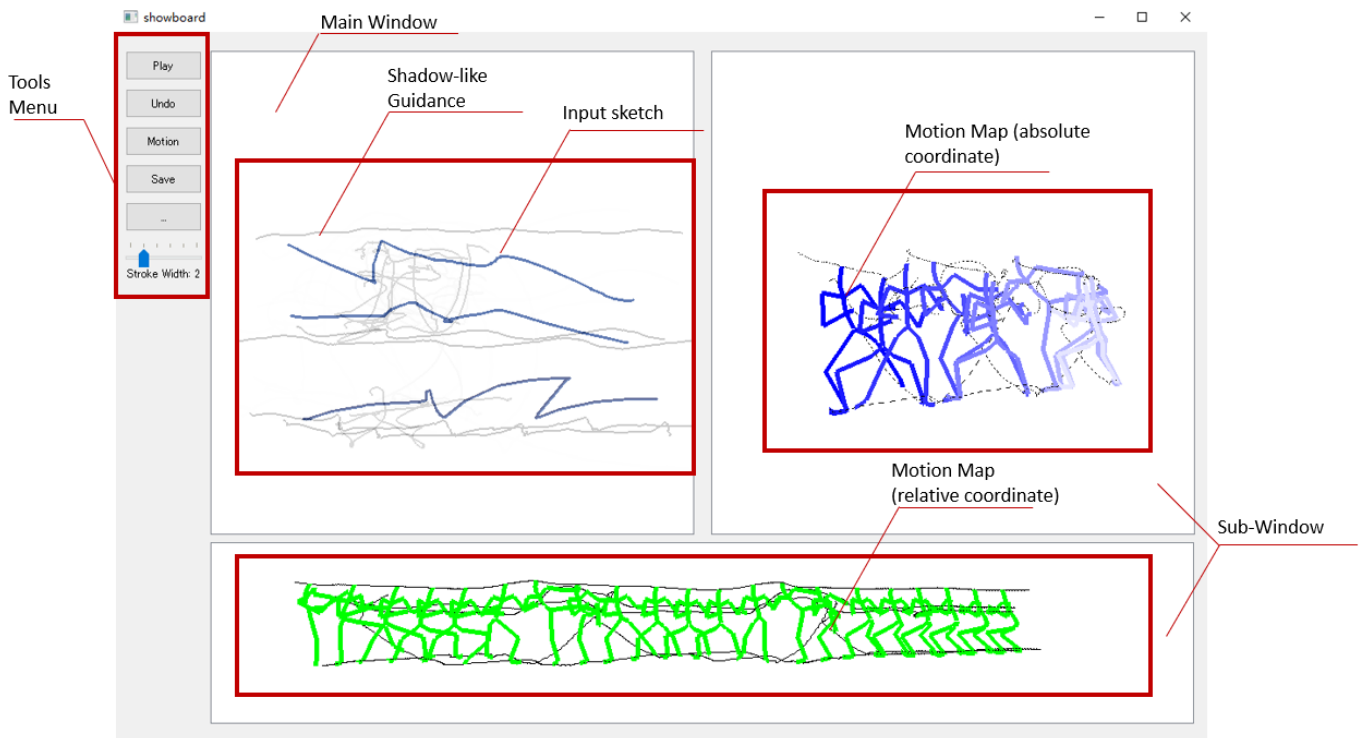 showboard
Main Window
Tools
Menu
Play
Undo
Motion
Save
...
Stroke Width: 2
Shadow-like
Guidance
Input sketch
Motion Map (absolute
coordinate)
Motion Map
(relative coordinate)
Sub-Window